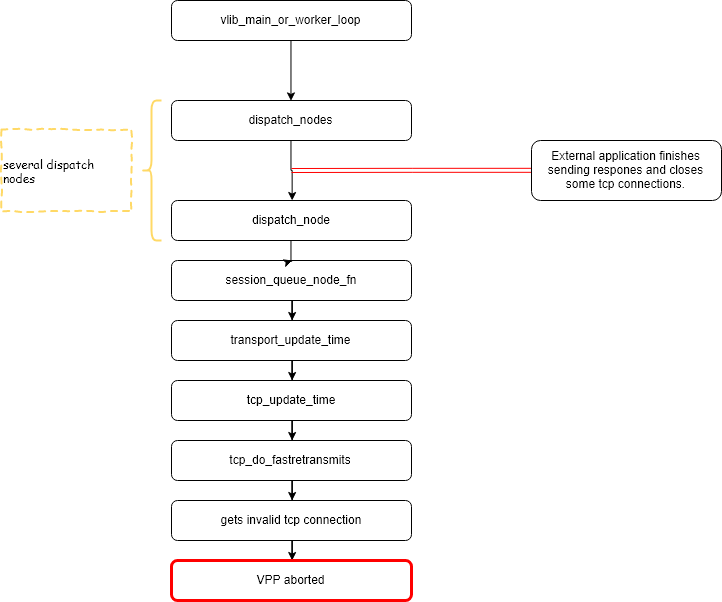 vlib_main_or_worker_loop
dispatch_nodes
External application finishes
sending respones and closes
some tcp connections.
several dispatch
nodes
dispatch_node
session_queue_node_fn
transport_update_time
tcp_update_time
tcp_do_fastretransmits
gets invalid tcp connection
VPP aborted